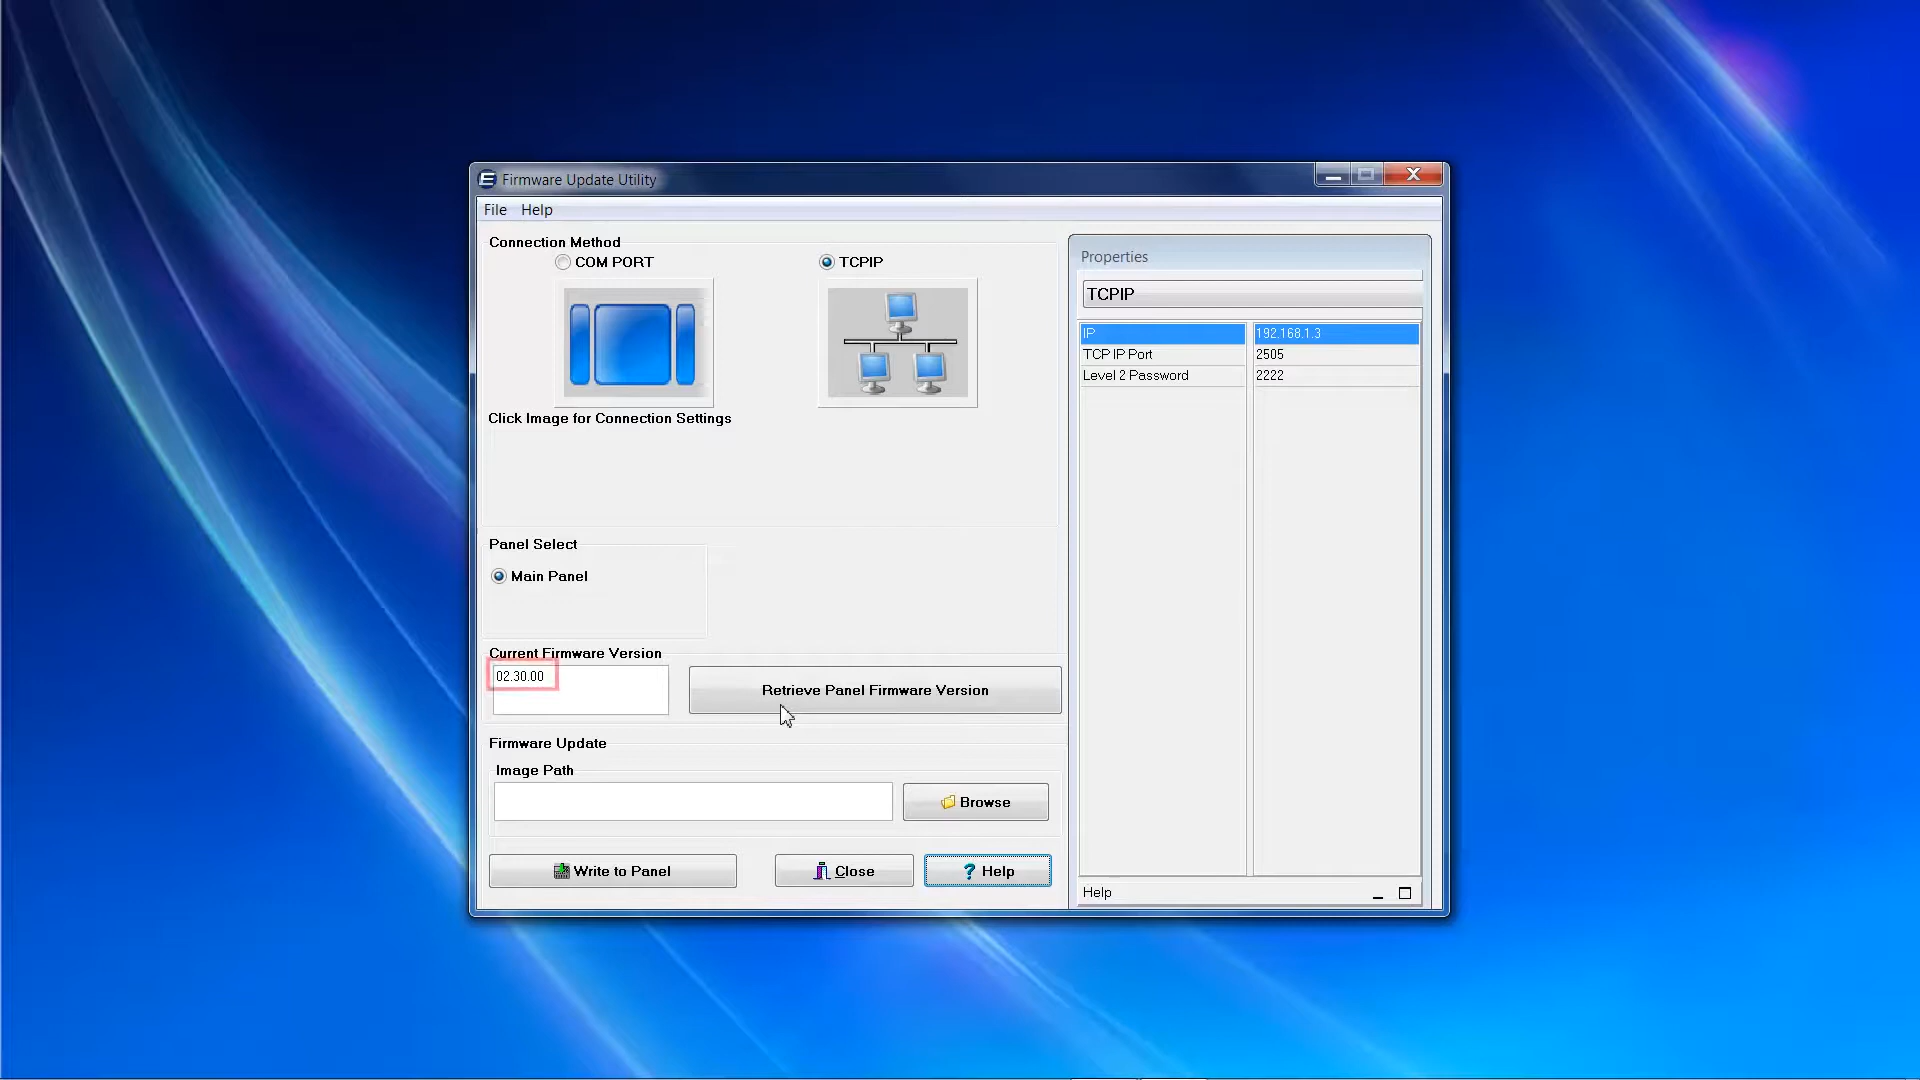 Firmware Update Utility
File Help
Connection Method
COM PORT
TCPIP
Click Image for Connection Settings
Panel Select
Main Panel
Current Firmware Version
02.30.00
Retrieve Panel Firmware Version
Firmware Update
Image Path
Browse
Write to Panel
Close
? Help
Properties
TCPIP
IP 192.168.1.3
TCP IP Port 2505
Level 2 Password 2222
Help